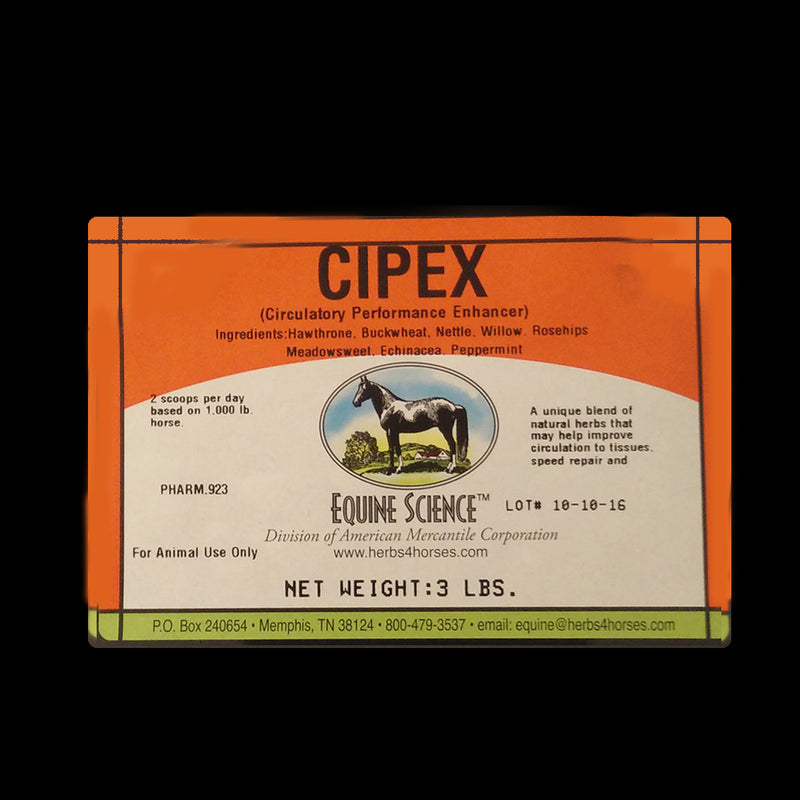 CIPEX
(Circulatory Performance Enhancer)
Ingredients:Hawthrone, Buckwheat, Nettle, Willow, Rosehips
Meadowsweet, Echinacea, Peppermint
2 scoops per day
based on 1,000 lb.
horse.
A unique blend of
natural herbs that
may help improve
circulation to tissues,
speed repair and
PHARM.923
EQUINE SCIENCE™
LOT# 10-10-16
Division of American Mercantile Corporation
For Animal Use Only
www.herbs4horses.com
NET WEIGHT:3 LBS.
P.O. Box 240654 • Memphis, TN 38124 • 800-479-3537 • email: equine@herbs4horses.com